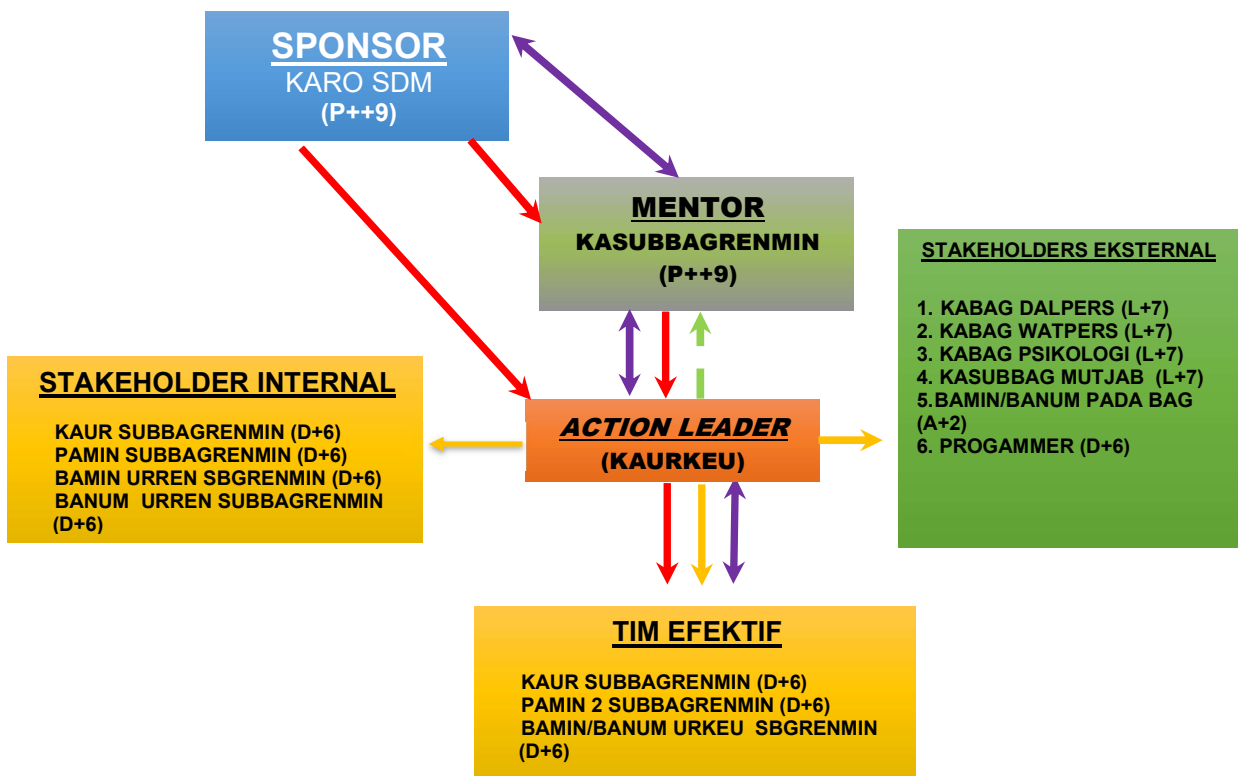 SPONSOR
KARO SDM
(P++9)
MENTOR
KASUBBAGRENMIN
(P++9)
STAKEHOLDERS EKSTERNAL
1. KABAG DALPERS (L+7)
2. KABAG WATPERS (L+7)
3. KABAG PSIKOLOGI (L+7)
4. KASUBBAG MUTJAB (L+7)
5.BAMIN/BANUM PADA BAG
(A+2)
6. PROGAMMER (D+6)
STAKEHOLDER INTERNAL
KAUR SUBBAGRENMIN (D+6)
PAMIN SUBBAGRENMIN (D+6)
BAMIN URREN SBGRENMIN (D+6)
BANUM URREN SUBBAGRENMIN
(D+6)
ACTION LEADER
(KAURKEU)
TIM EFEKTIF
KAUR SUBBAGRENMIN (D+6)
PAMIN 2 SUBBAGRENMIN (D+6)
BAMIN/BANUM URKEU SBGRENMIN
(D+6)